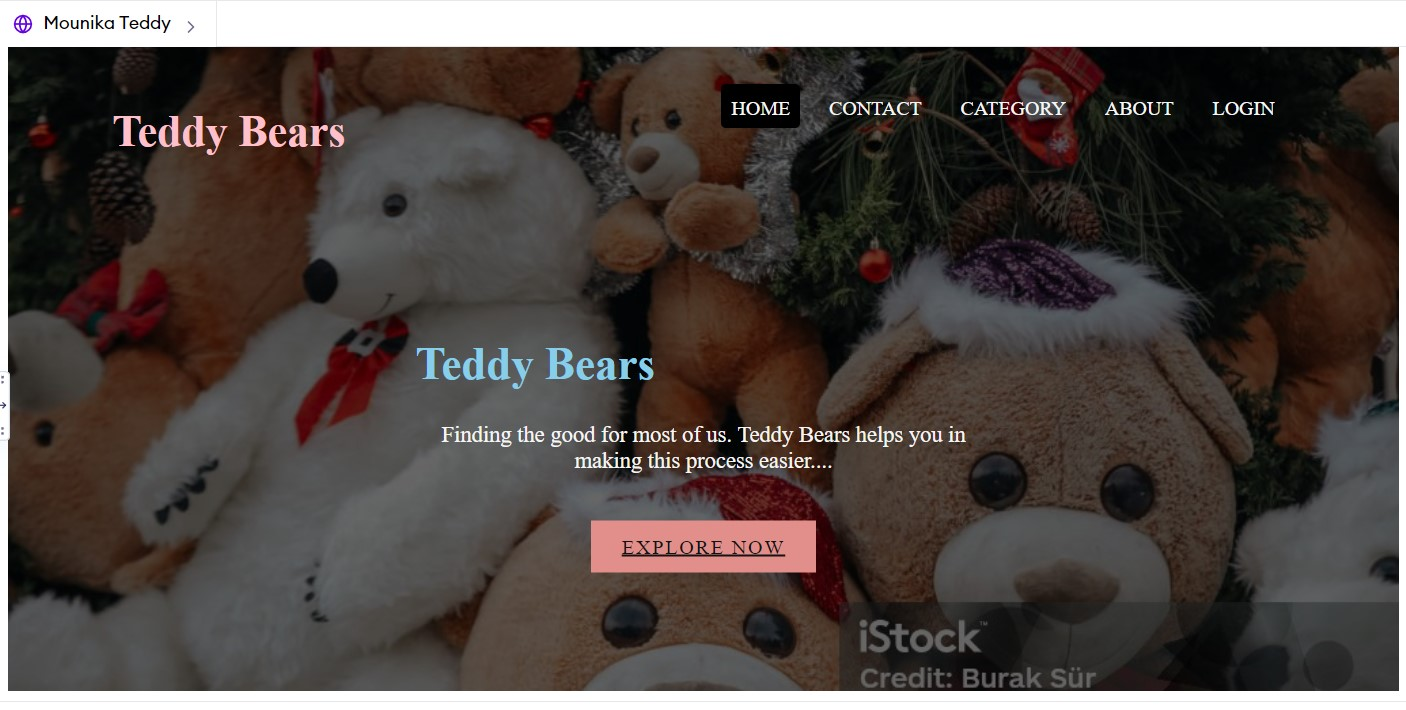 Mounika Teddy
Teddy Bears
HOME CONTACT CATEGORY ABOUT LOGIN
Teddy Bears
Finding the good for most of us. Teddy Bears helps you in
making this process easier....
EXPLORE NOW
iStock™
Credit: Burak Sür